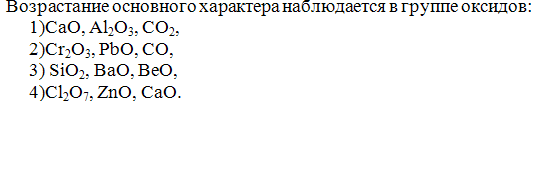 Возрастание основного характера наблюдается в группе оксидов:
1)CaO, Al₂O₃, CO₂,
2)Cr₂O₃, PbO, CO,
3) SiO₂, BaO, BeO,
4)Cl₂O₇, ZnO, CaO.